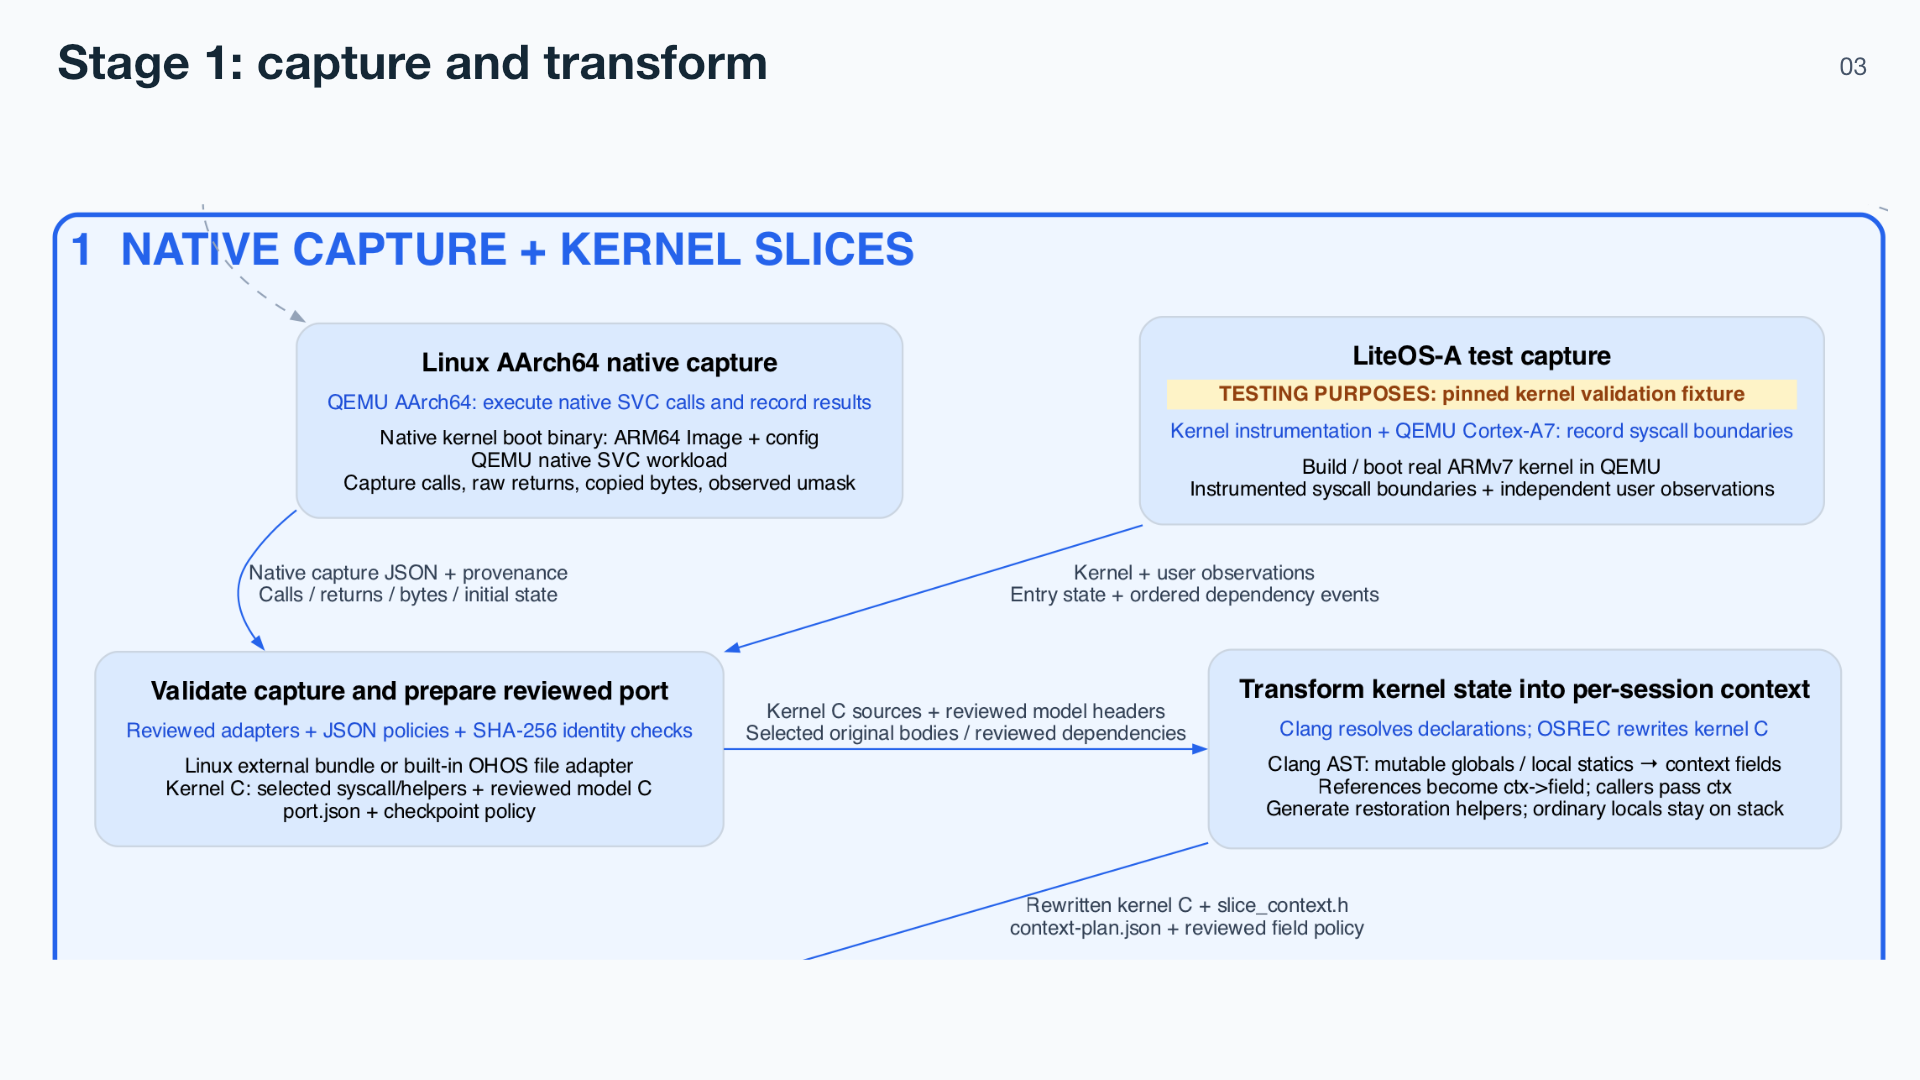 Stage 1: capture and transform
03
1 NATIVE CAPTURE + KERNEL SLICES
Linux AArch64 native capture
QEMU AArch64: execute native SVC calls and record results
Native kernel boot binary: ARM64 Image + config
QEMU native SVC workload
Capture calls, raw returns, copied bytes, observed umask
LiteOS-A test capture
TESTING PURPOSES: pinned kernel validation fixture
Kernel instrumentation + QEMU Cortex-A7: record syscall boundaries
Build / boot real ARMv7 kernel in QEMU
Instrumented syscall boundaries + independent user observations
Native capture JSON + provenance
Calls / returns / bytes / initial state
Kernel + user observations
Entry state + ordered dependency events
Validate capture and prepare reviewed port
Reviewed adapters + JSON policies + SHA-256 identity checks
Linux external bundle or built-in OHOS file adapter
Kernel C: selected syscall/helpers + reviewed model C
port.json + checkpoint policy
Kernel C sources + reviewed model headers
Selected original bodies / reviewed dependencies
Transform kernel state into per-session context
Clang resolves declarations; OSREC rewrites kernel C
Clang AST: mutable globals / local statics → context fields
References become ctx->field; callers pass ctx
Generate restoration helpers; ordinary locals stay on stack
Rewritten kernel C + slice_context.h
context-plan.json + reviewed field policy